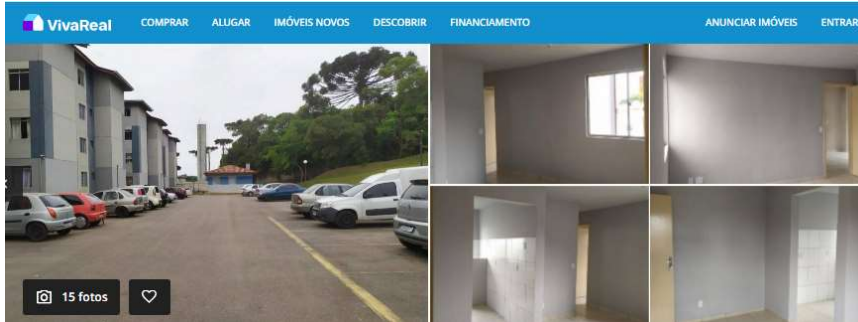 VivaReal COMPRAR ALUGAR IMÓVEIS NOVOS DESCOBRIR FINANCIAMENTO ANUNCIAR IMÓVEIS ENTRAR
15 fotos